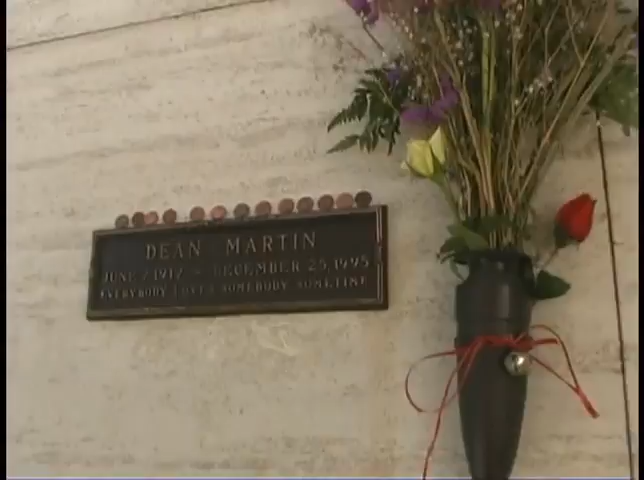 DEAN MARTIN
JUNE 7 1917 - DECEMBER 25, 1995
EVERYBODY LOVES SOMEBODY SOMETIME